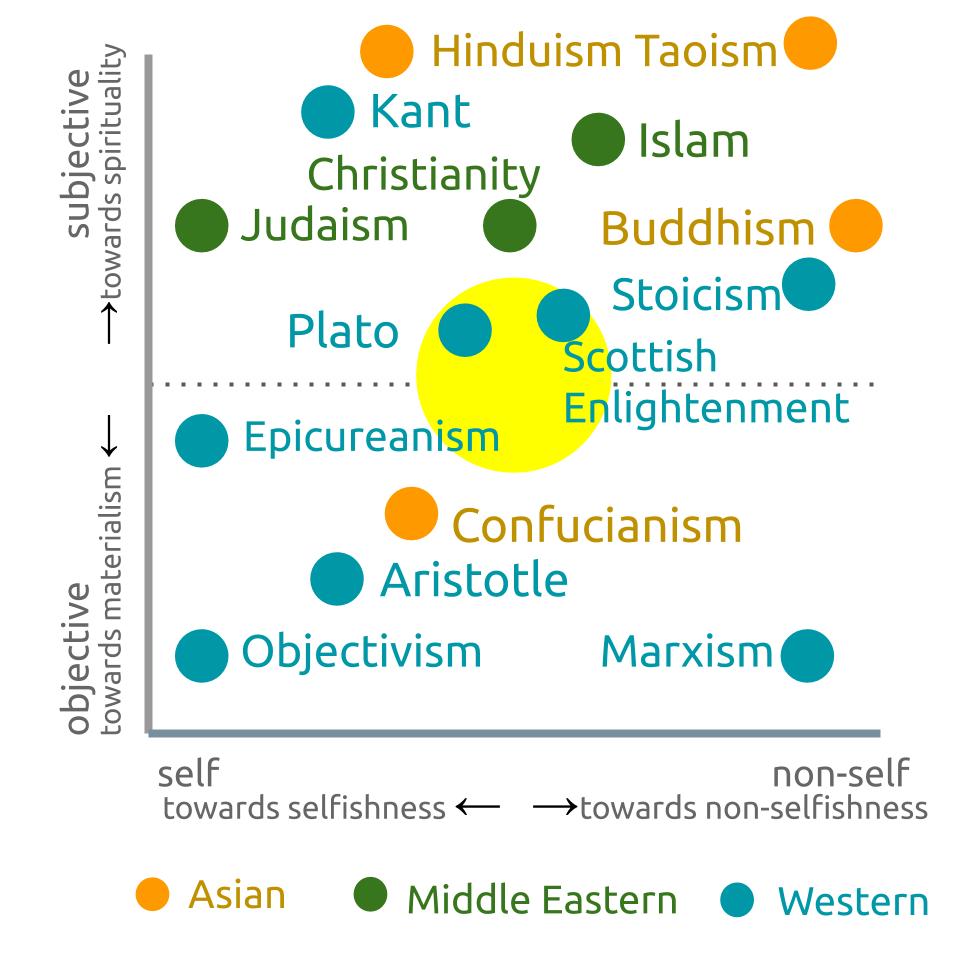 Hinduism Taoism
Kant
Islam
Christianity
Judaism
Buddhism
Stoicism
Plato
Scottish
Enlightenment
Epicureanism
Confucianism
Aristotle
Objectivism
Marxism
subjective
→towards spirituality
objective
towards materialism ←
self
non-self
towards selfishness ← →towards non-selfishness
Asian
Middle Eastern
Western